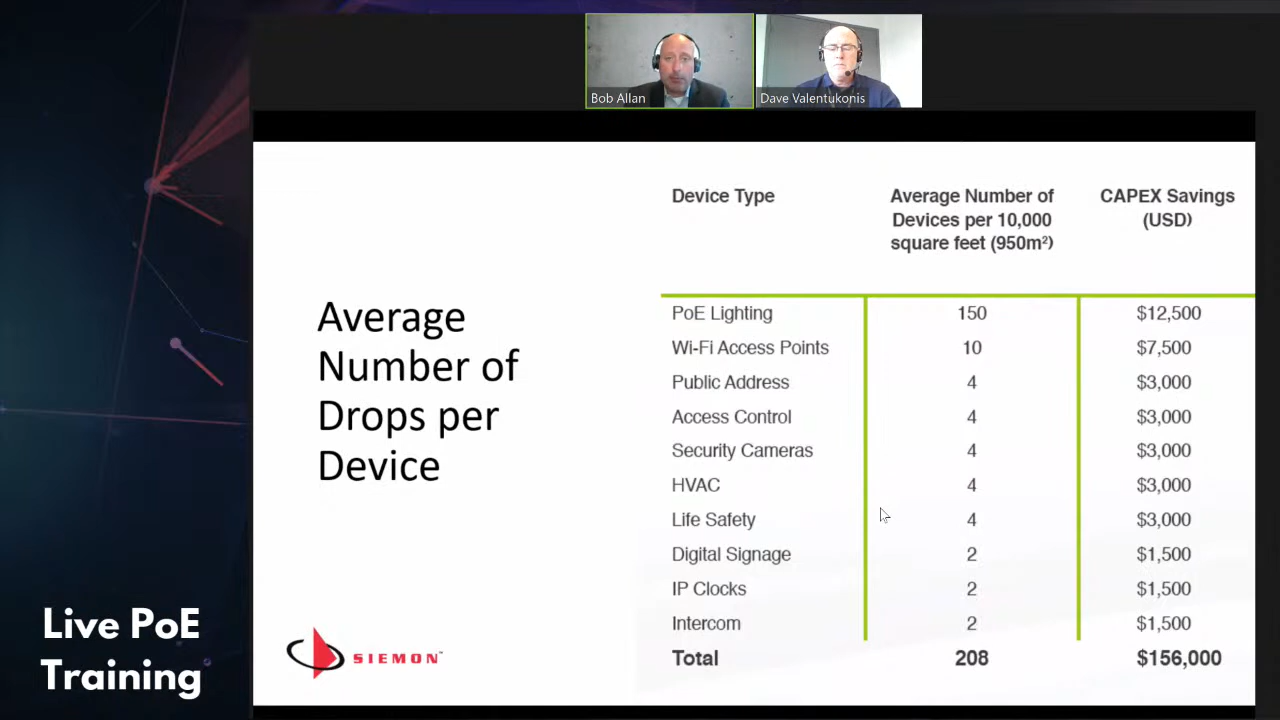 Bob Allan
Dave Valentukonis
Device Type
Average Number of
Devices per 10,000
square feet (950m²)
CAPEX Savings
(USD)
Average
Number of
Drops per
Device
PoE Lighting 150 $12,500
Wi-Fi Access Points 10 $7,500
Public Address 4 $3,000
Access Control 4 $3,000
Security Cameras 4 $3,000
HVAC 4 $3,000
Life Safety 4 $3,000
Digital Signage 2 $1,500
IP Clocks 2 $1,500
Intercom 2 $1,500
Total 208 $156,000
SIEMON™
Live PoE
Training